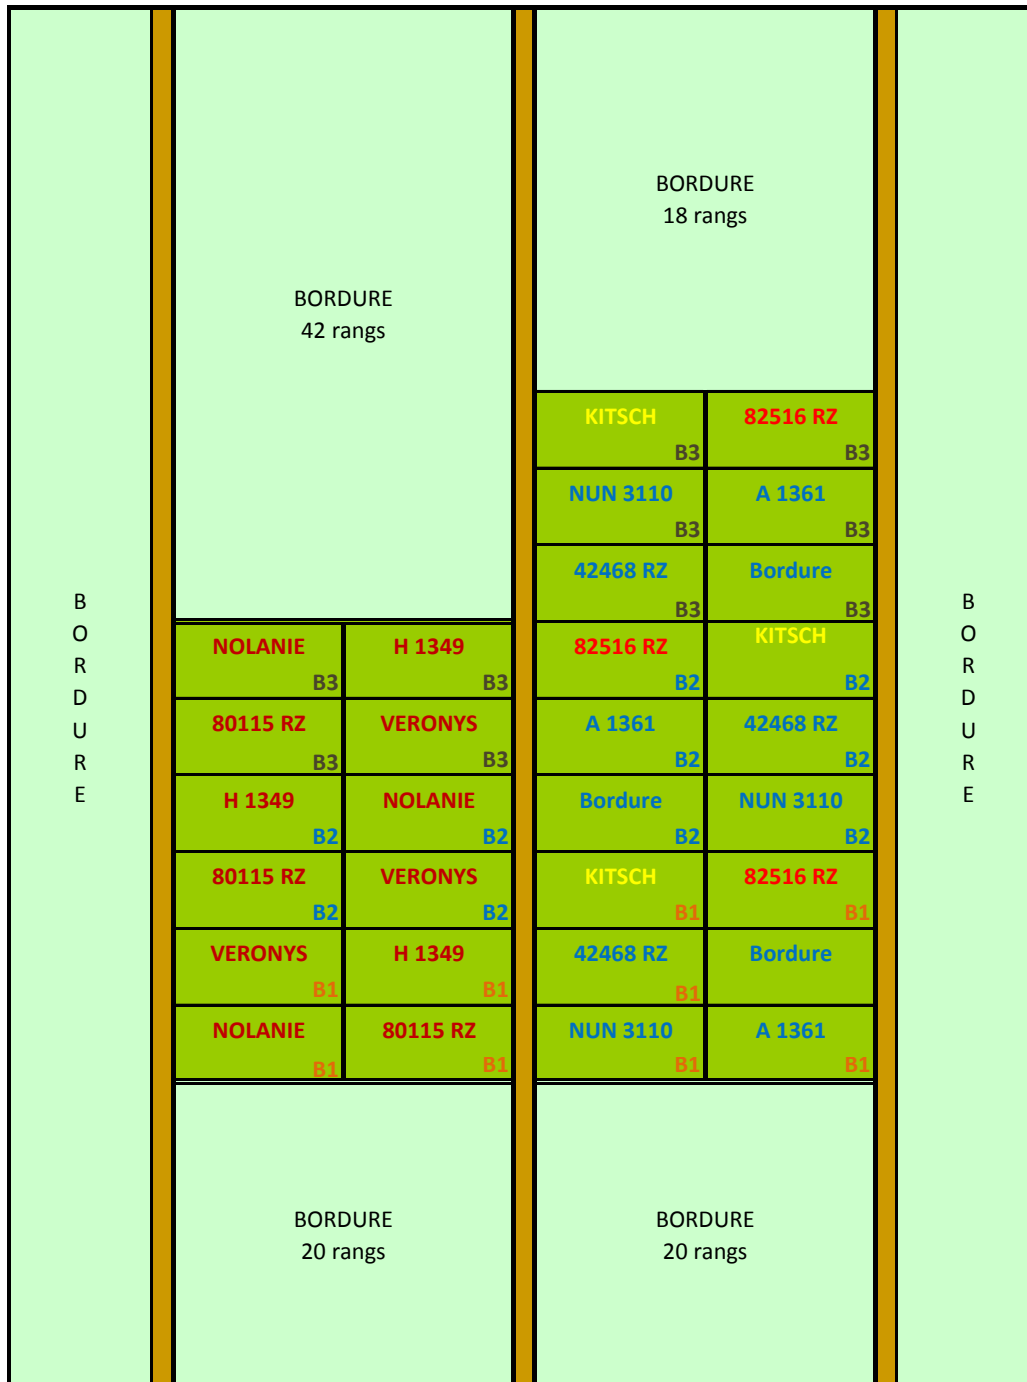 BORDURE
18 rangs
BORDURE
42 rangs
KITSCH
B3
82516 RZ
B3
NUN 3110
B3
A 1361
B3
42468 RZ
B3
Bordure
B3
B
O
R
D
U
R
E
B
O
R
D
U
R
E
NOLANIE
B3
H 1349
B3
82516 RZ
B2
KITSCH
B2
80115 RZ
B3
VERONYS
B3
A 1361
B2
42468 RZ
B2
H 1349
B2
NOLANIE
B2
Bordure
B2
NUN 3110
B2
80115 RZ
B2
VERONYS
B2
KITSCH
B1
82516 RZ
B1
VERONYS
B1
H 1349
B1
42468 RZ
B1
Bordure
NOLANIE
B1
80115 RZ
B1
NUN 3110
B1
A 1361
B1
BORDURE
20 rangs
BORDURE
20 rangs